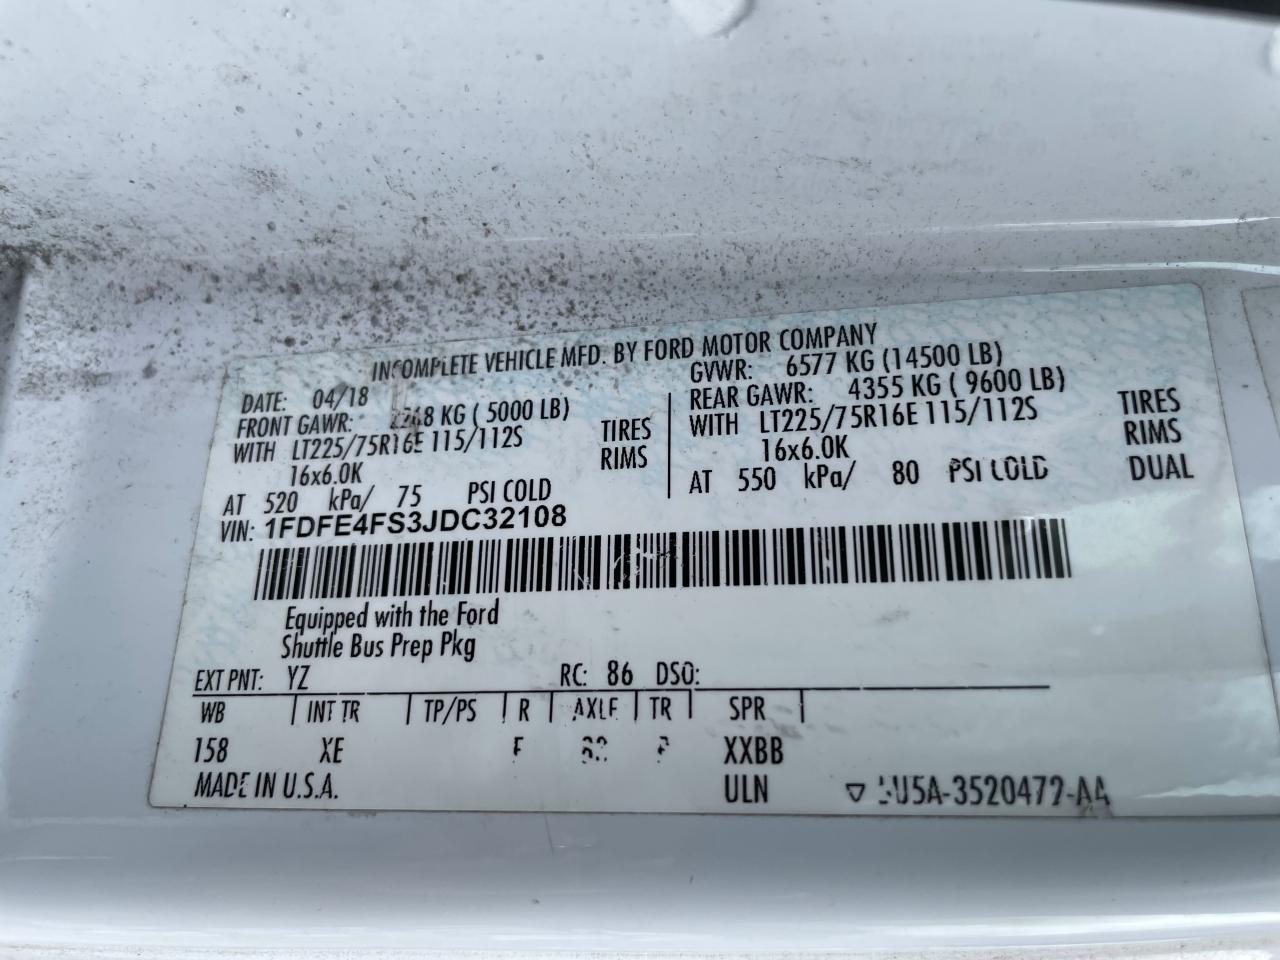 INCOMPLETE VEHICLE MFD. BY FORD MOTOR COMPANY
DATE: 04/18
GVWR: 6577 KG (14500 LB)
FRONT GAWR: KG ( 5000 LB)
REAR GAWR: 4355 KG ( 9600 LB)
WITH LT225/75R16E 115/112S TIRES
WITH LT225/75R16E 115/112S TIRES
16x6.0K RIMS
16x6.0K RIMS
AT 520 kPa/ 75 PSI COLD
AT 550 kPa/ 80 PSI COLD DUAL
VIN: 1FDFE4FS3JDC32108
Equipped with the Ford
Shuttle Bus Prep Pkg
EXT PNT: YZ RC: 86 DSO:
WB INT TR TP/PS R AXLE TR SPR
158 XE XXBB
MADE IN U.S.A. ULN